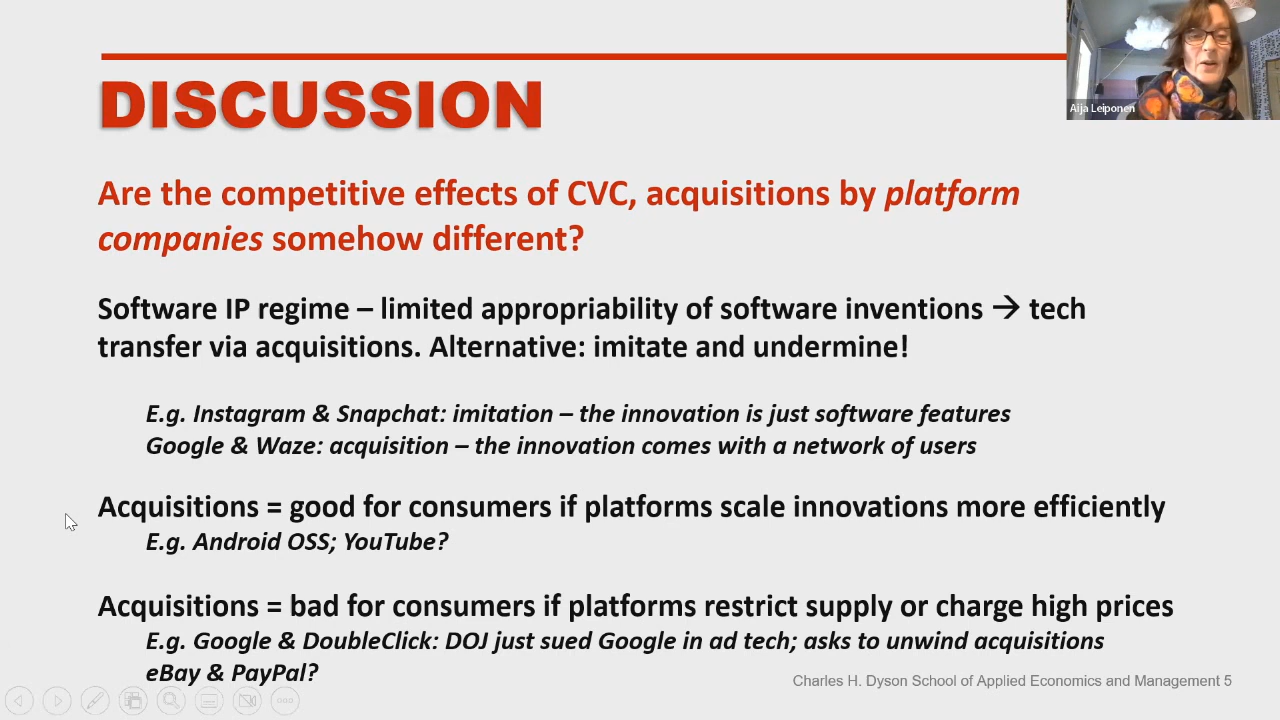 Aija Leiponen
DISCUSSION
Are the competitive effects of CVC, acquisitions by platform
companies somehow different?
Software IP regime – limited appropriability of software inventions → tech
transfer via acquisitions. Alternative: imitate and undermine!
E.g. Instagram & Snapchat: imitation – the innovation is just software features
Google & Waze: acquisition – the innovation comes with a network of users
Acquisitions = good for consumers if platforms scale innovations more efficiently
E.g. Android OSS; YouTube?
Acquisitions = bad for consumers if platforms restrict supply or charge high prices
E.g. Google & DoubleClick: DOJ just sued Google in ad tech; asks to unwind acquisitions
eBay & PayPal?
Charles H. Dyson School of Applied Economics and Management 5